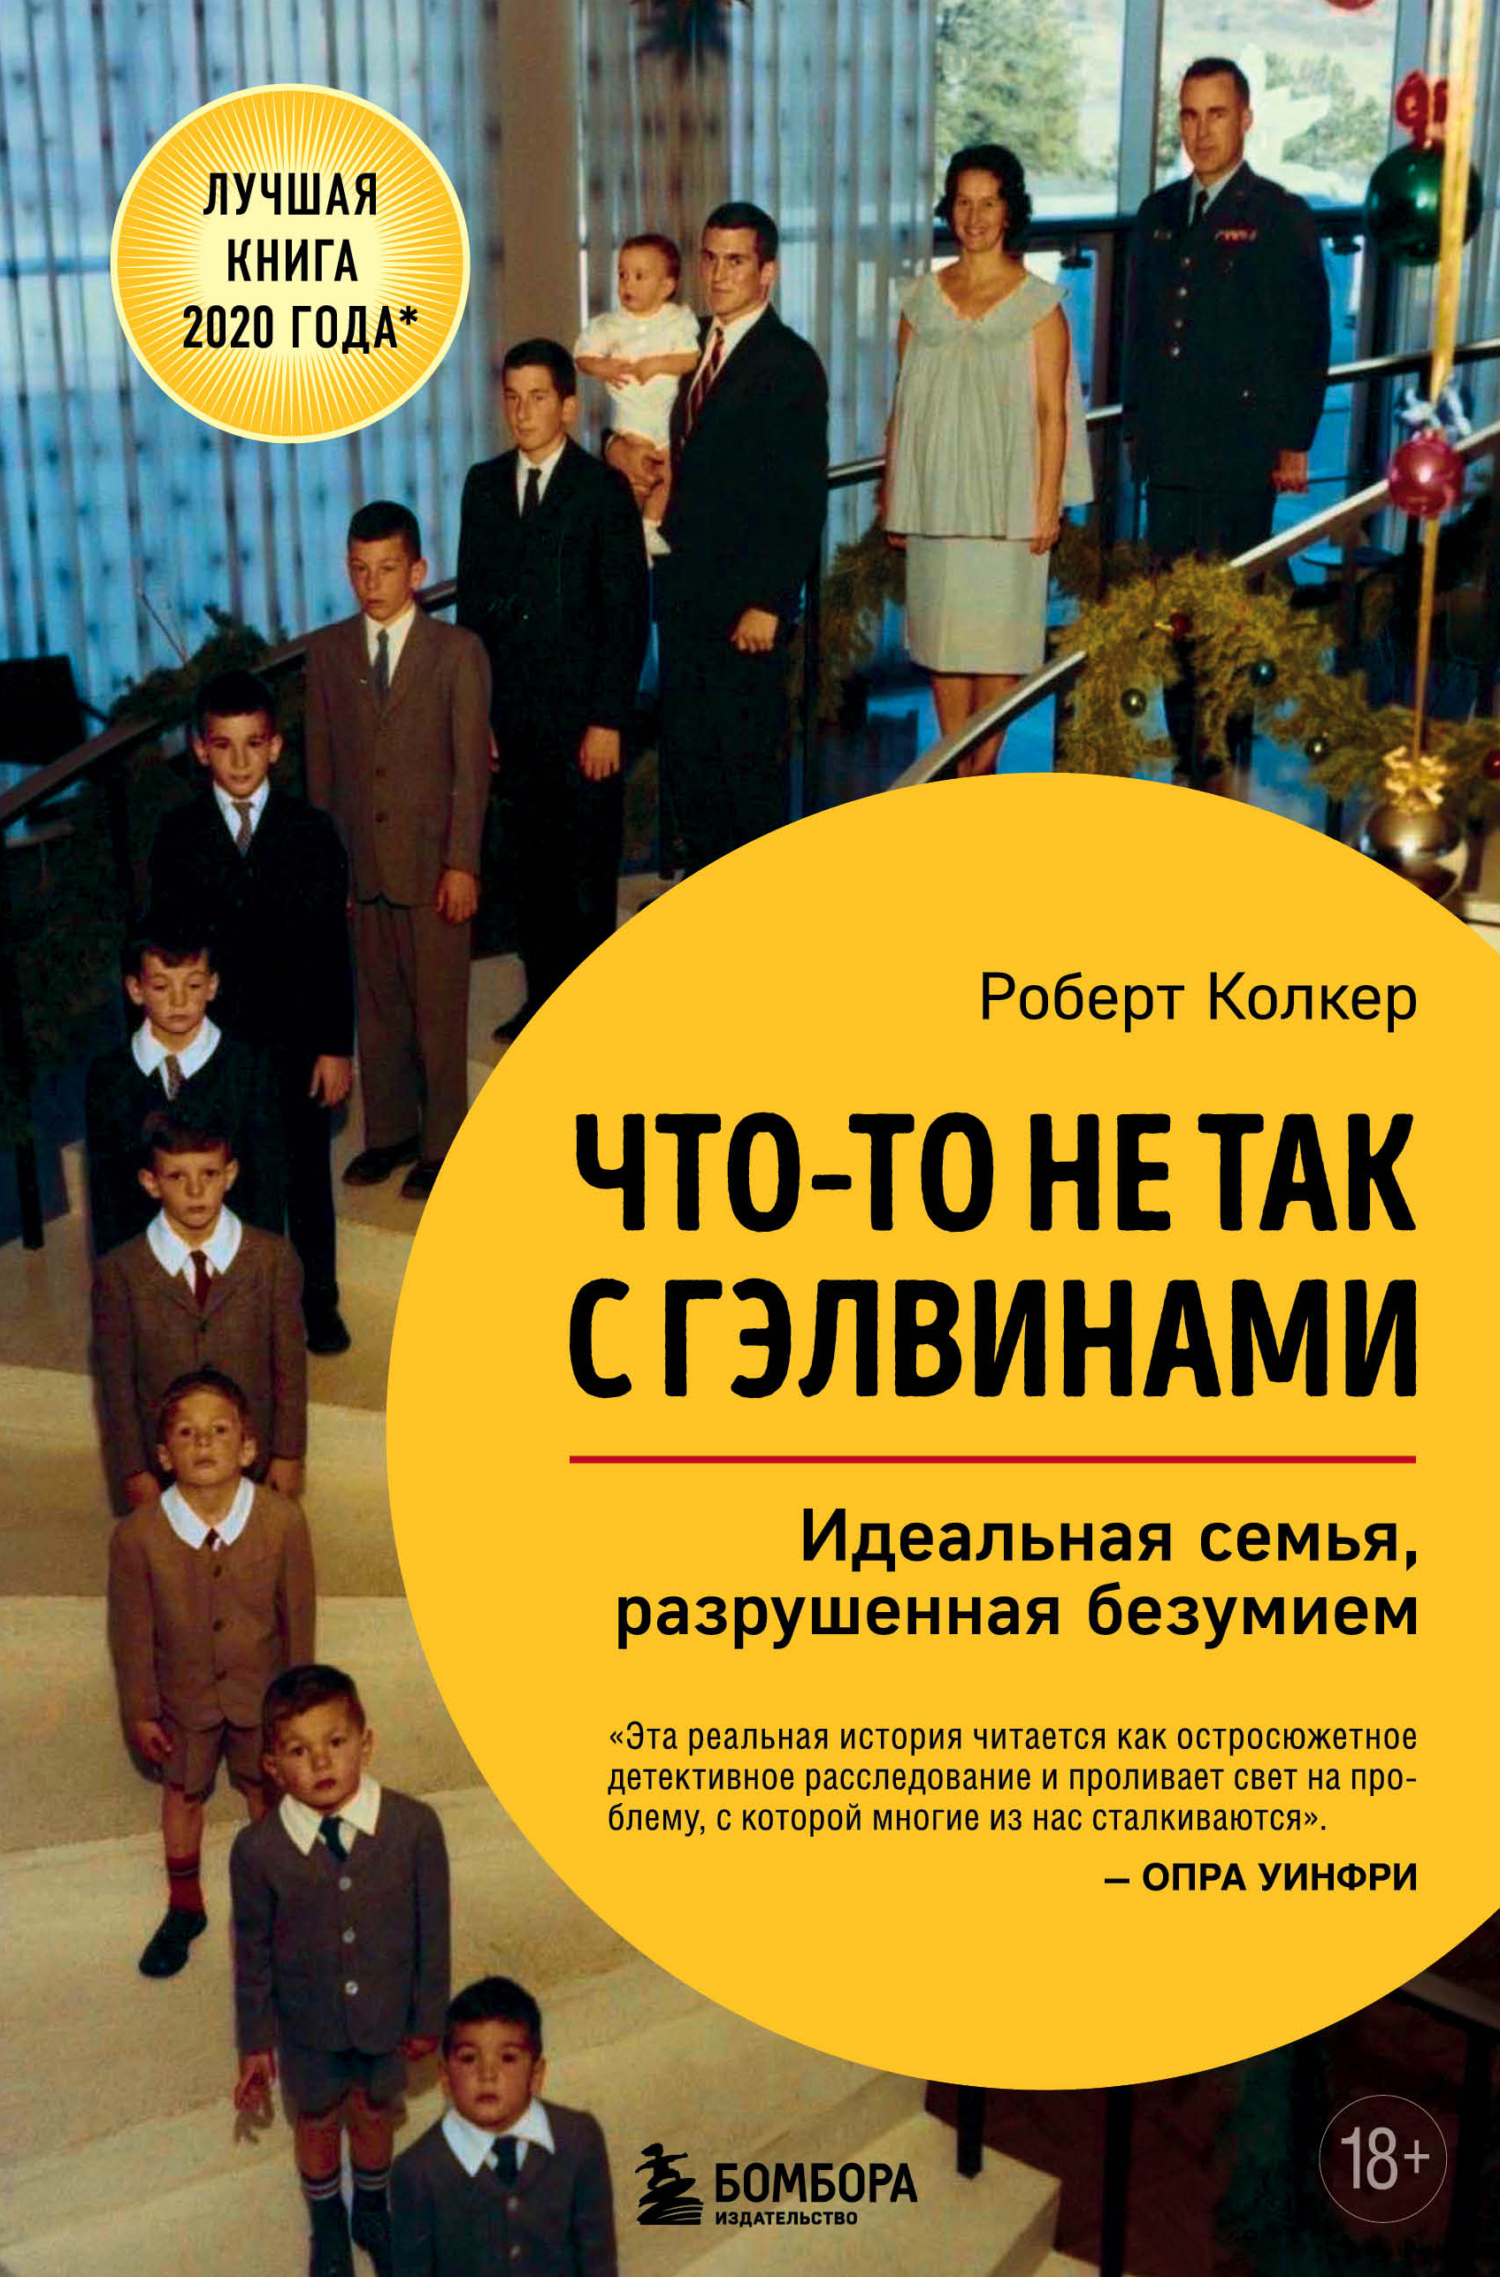 ЛУЧШАЯ
КНИГА
2020 ГОДА*
Роберт Колкер
ЧТО-ТО НЕ ТАК
С ГЭЛВИНАМИ
Идеальная семья,
разрушенная безумием
«Эта реальная история читается как остросюжетное
детективное расследование и проливает свет на про-
блему, с которой многие из нас сталкиваются».
— ОПРА УИНФРИ
БОМБОРА
ИЗДАТЕЛЬСТВО
18+